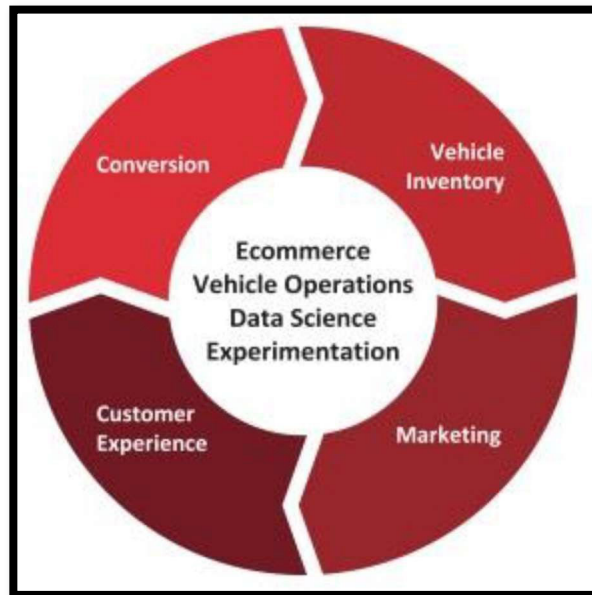 Conversion
Vehicle
Inventory
Ecommerce
Vehicle Operations
Data Science
Experimentation
Customer
Experience
Marketing